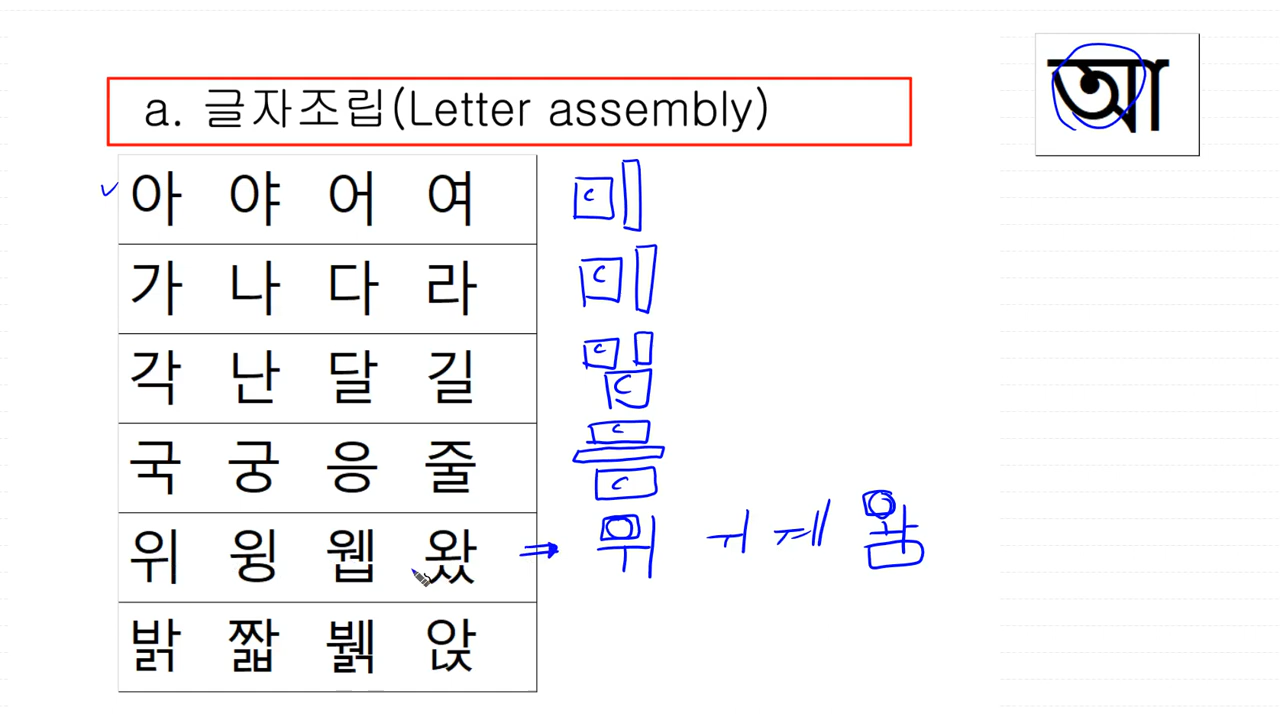 a. 글자조립(Letter assembly)
আ
아 야 어 여 c
가 나 다 라 c
각 난 달 길 c c
국 궁 응 줄 c c
위 윙 웹 왔 ⇒ 위 ㅝ ㅞ
밝 짧 뷁 앉